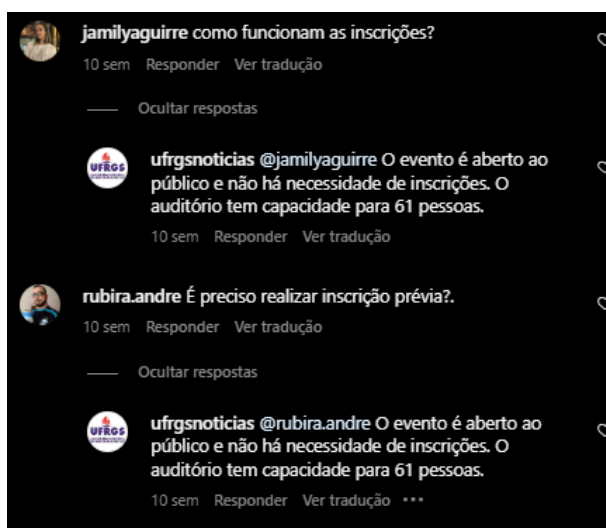 jamilyaguirre como funcionam as inscrições?
10 sem Responder Ver tradução
Ocultar respostas
UFRGS
ufrgsnoticias @jamilyaguirre O evento é aberto ao
público e não há necessidade de inscrições. O
auditório tem capacidade para 61 pessoas.
10 sem Responder Ver tradução
rubira.andre É preciso realizar inscrição prévia?.
10 sem Responder Ver tradução
Ocultar respostas
UFRGS
ufrgsnoticias @rubira.andre O evento é aberto ao
público e não há necessidade de inscrições. O
auditório tem capacidade para 61 pessoas.
10 sem Responder Ver tradução •••